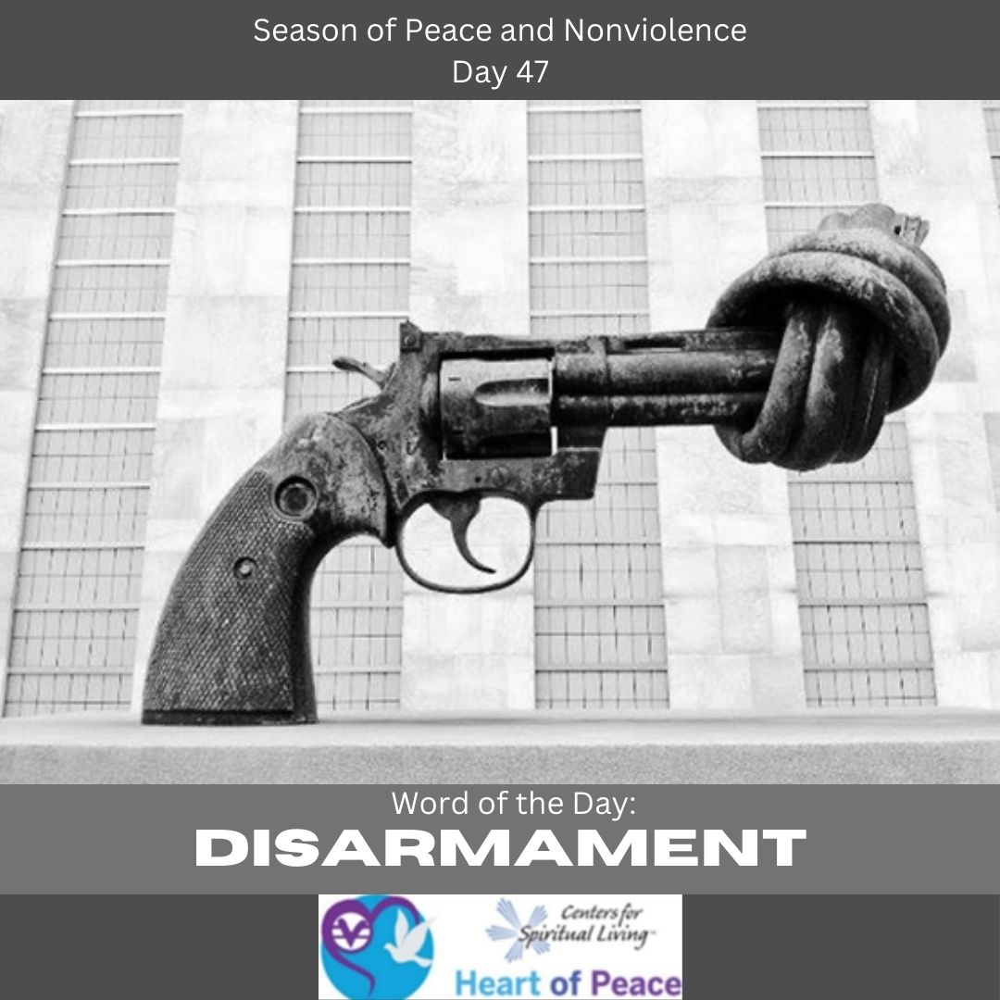 Season of Peace and Nonviolence
Day 47
Word of the Day:
DISARMAMENT
Centers for
Spiritual Living
Heart of Peace